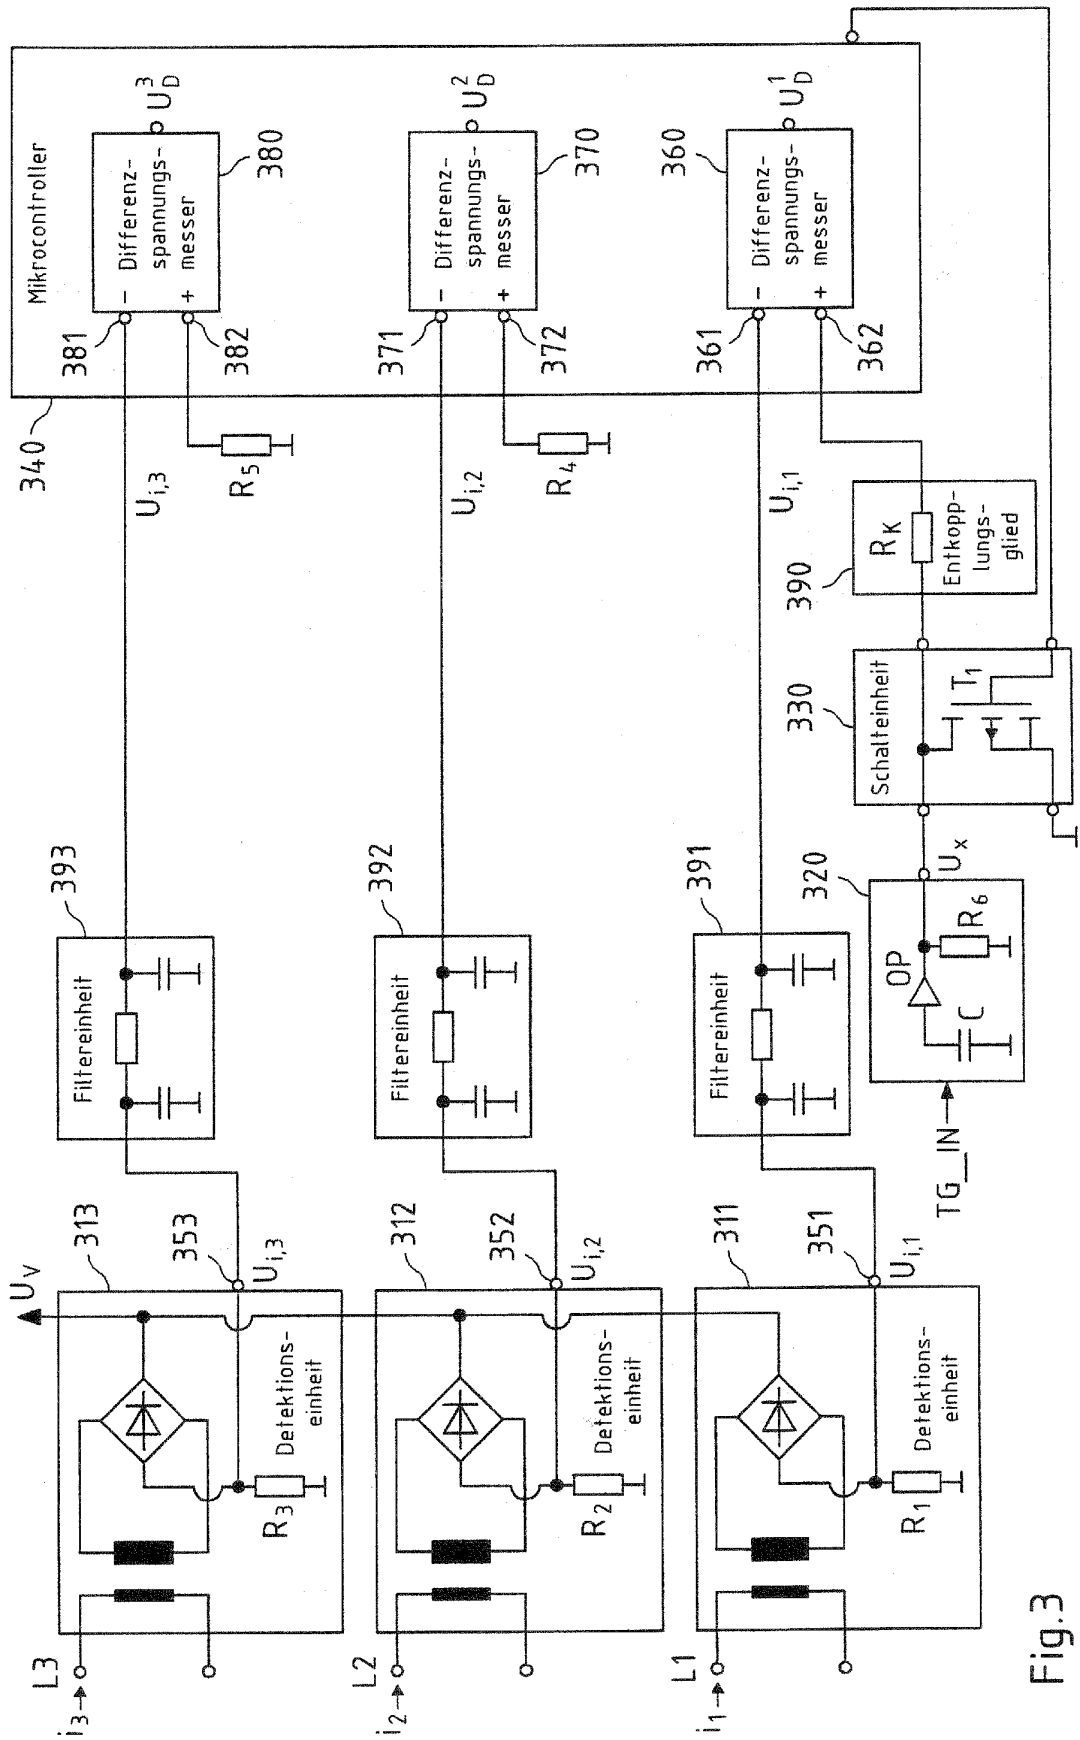 Mikrocontroller
340
Differenz-
spannungs-
messer
−
+
381
382
380
U_D^3
Differenz-
spannungs-
messer
−
+
371
372
370
U_D^2
Differenz-
spannungs-
messer
−
+
361
362
360
U_D^1
U_i,3
R5
U_i,2
R4
U_i,1
390
RK
Entkopp-
lungs-
glied
330
Schalteinheit
T1
320
Ux
OP
C
R6
TG_IN
393
Filtereinheit
392
Filtereinheit
391
Filtereinheit
UV
313
353
U_i,3
Detektions-
einheit
R3
L3
i3
312
352
U_i,2
Detektions-
einheit
R2
L2
i2
311
351
U_i,1
Detektions-
einheit
R1
L1
i1
Fig.3